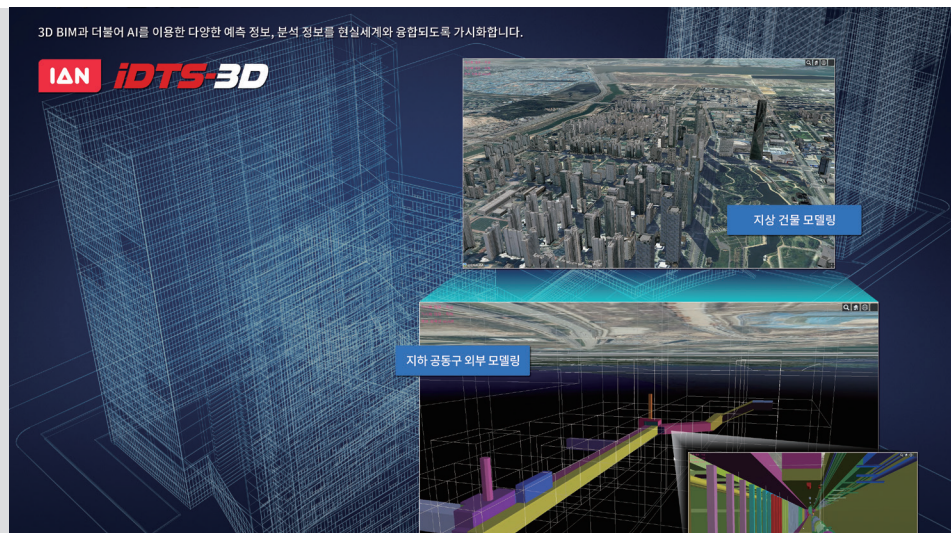 3D BIM과 더불어 AI를 이용한 다양한 예측 정보, 분석 정보를 현실세계와 융합되도록 가시화합니다.
IAN iDTS-3D
지상 건물 모델링
지하 공동구 외부 모델링